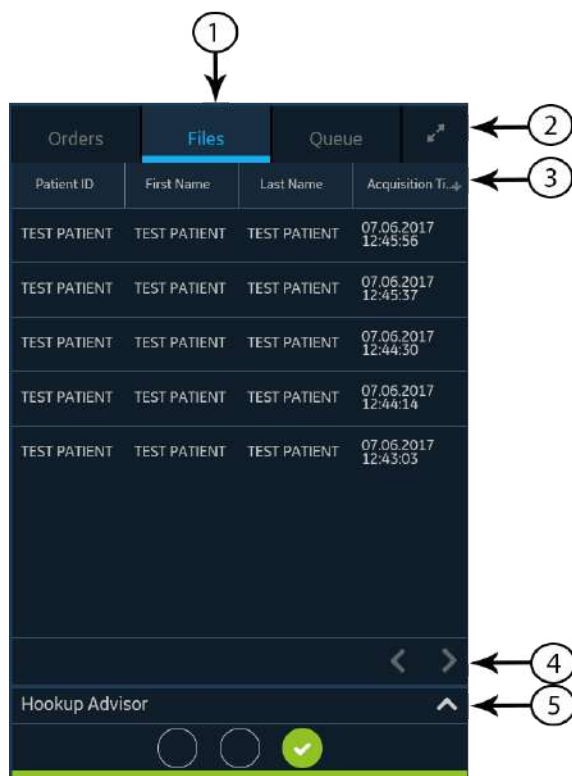 1
Orders Files Queue
2
Patient ID First Name Last Name Acquisition Ti...
3
TEST PATIENT TEST PATIENT TEST PATIENT 07.06.2017
12:45:56
TEST PATIENT TEST PATIENT TEST PATIENT 07.06.2017
12:45:37
TEST PATIENT TEST PATIENT TEST PATIENT 07.06.2017
12:44:30
TEST PATIENT TEST PATIENT TEST PATIENT 07.06.2017
12:44:14
TEST PATIENT TEST PATIENT TEST PATIENT 07.06.2017
12:43:03
4
Hookup Advisor
5